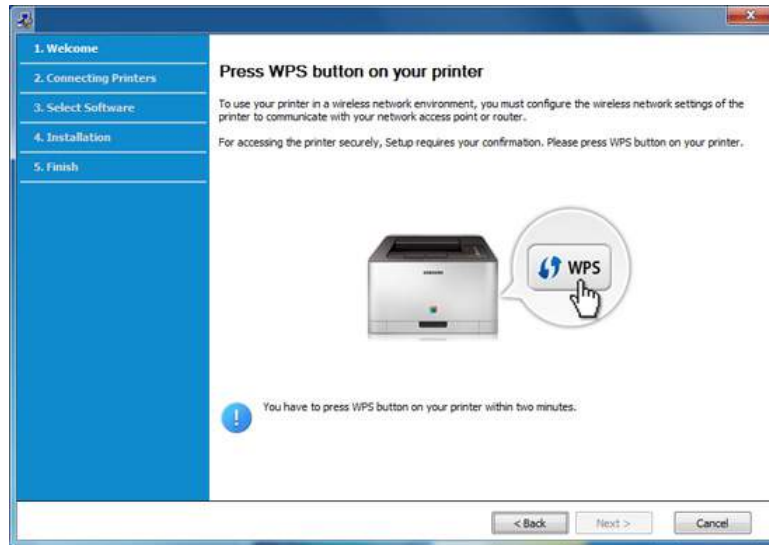 1. Welcome
2. Connecting Printers
3. Select Software
4. Installation
5. Finish
Press WPS button on your printer
To use your printer in a wireless network environment, you must configure the wireless network settings of the
printer to communicate with your network access point or router.
For accessing the printer securely, Setup requires your confirmation. Please press WPS button on your printer.
SAMSUNG
WPS
You have to press WPS button on your printer within two minutes.
< Back
Next >
Cancel